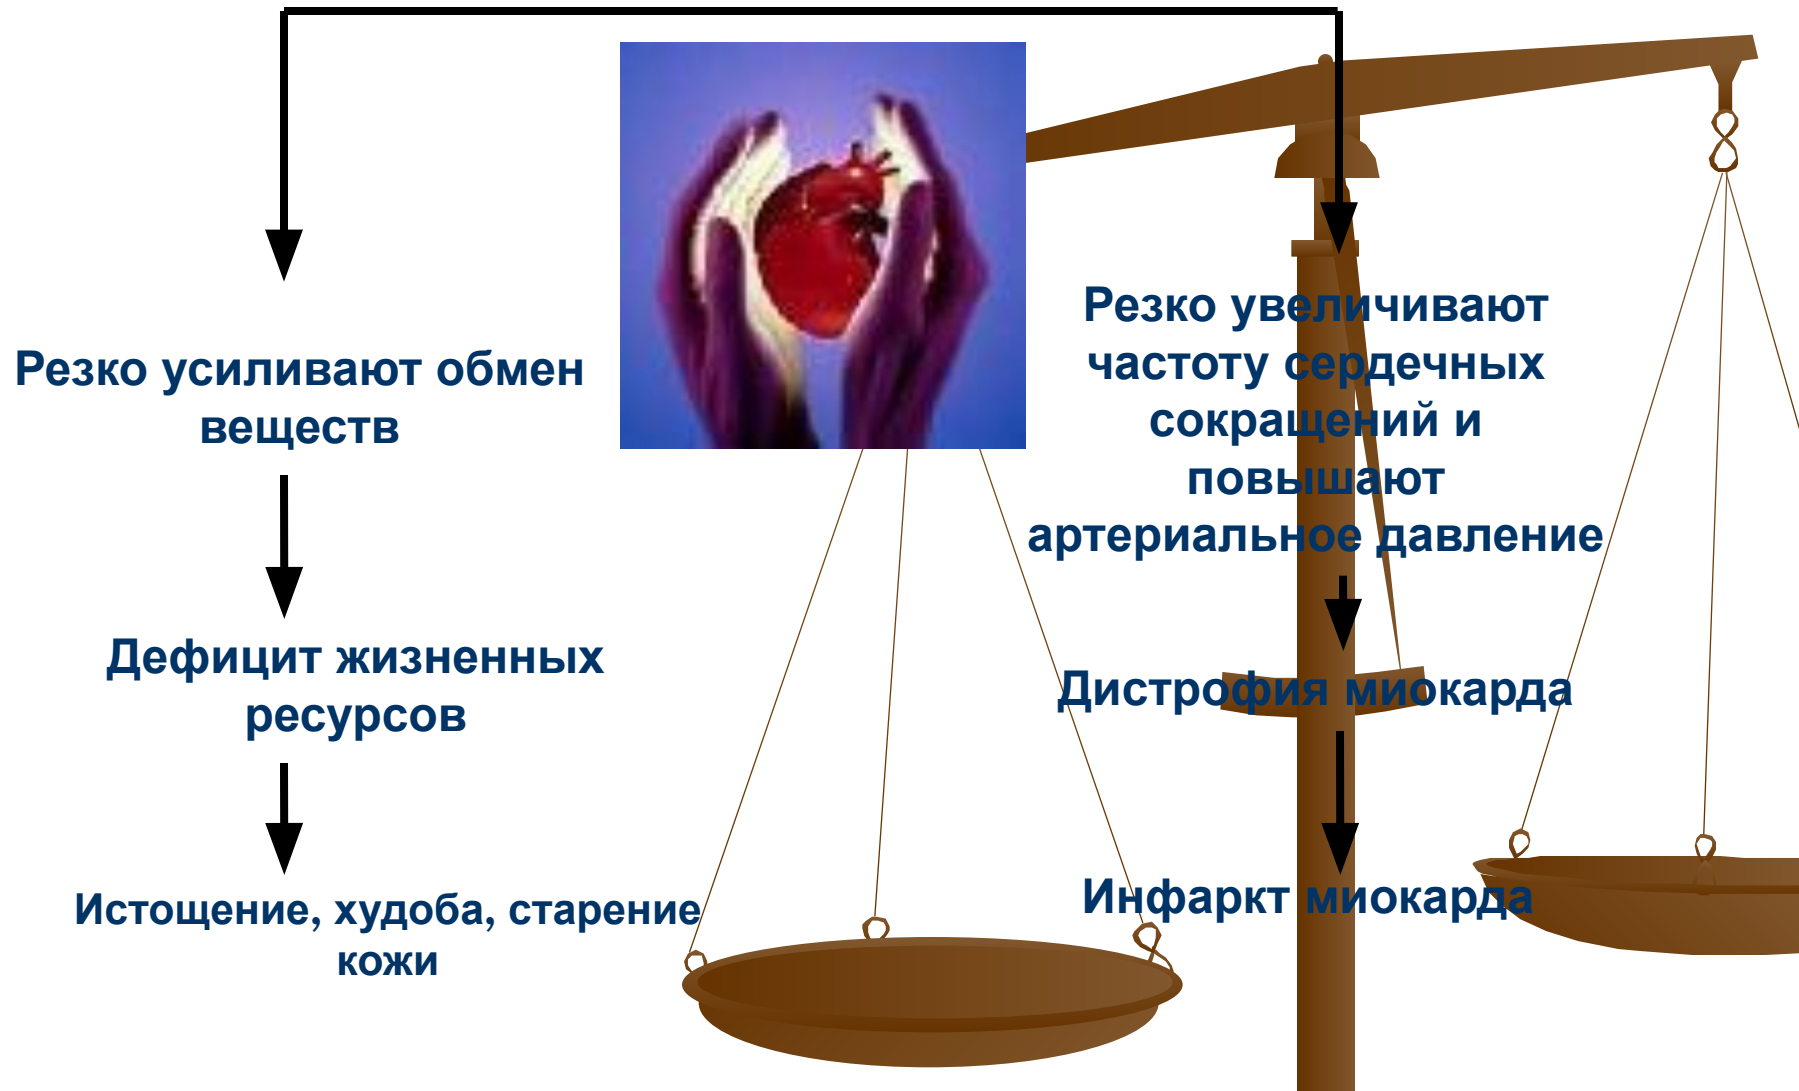 Резко усиливают обмен
веществ
Дефицит жизненных
ресурсов
Истощение, худоба, старение
кожи
Резко увеличивают
частоту сердечных
сокращений и
повышают
артериальное давление
Дистрофия миокарда
Инфаркт миокарда